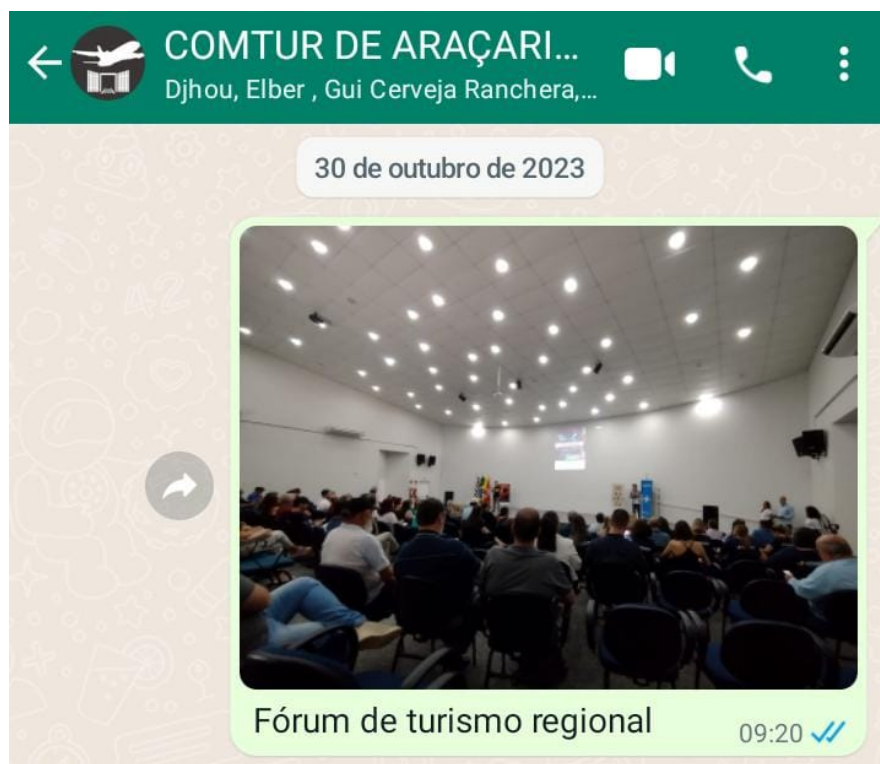 COMTUR DE ARAÇARI...
Djhou, Elber , Gui Cerveja Ranchera,...
30 de outubro de 2023
Fórum de turismo regional
09:20